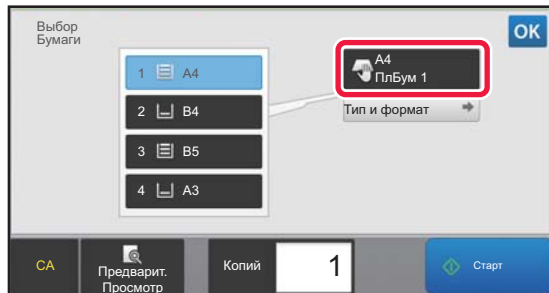 Выбор
Бумаги
OK
1 A4
2 B4
3 B5
4 A3
A4
ПлБум 1
Тип и формат
CA
Предварит.
Просмотр
Копий
1
Старт